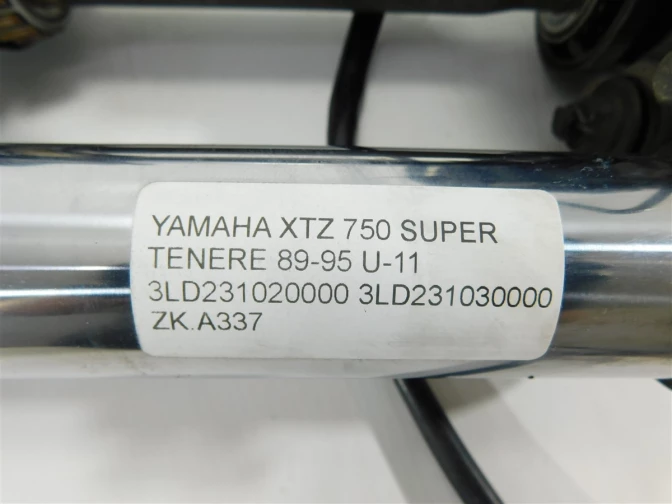 YAMAHA XTZ 750 SUPER
TENERE 89-95 U-11
3LD231020000 3LD231030000
ZK.A337